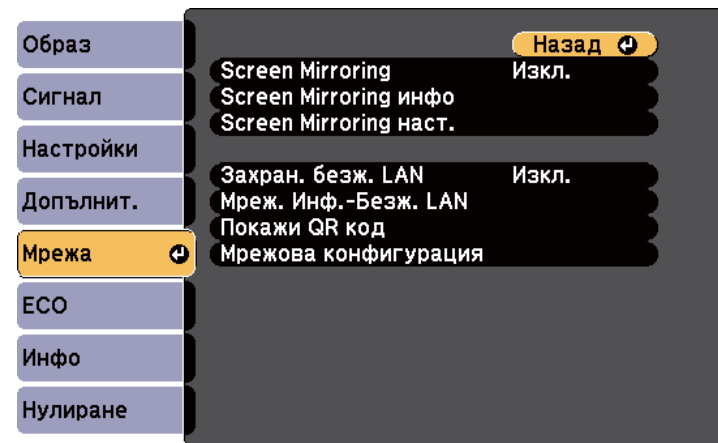 Образ
Сигнал
Настройки
Допълнит.
Мрежа
ECO
Инфо
Нулиране
Назад
Screen Mirroring Изкл.
Screen Mirroring инфо
Screen Mirroring наст.
Захран. безж. LAN Изкл.
Мреж. Инф.-Безж. LAN
Покажи QR код
Мрежова конфигурация